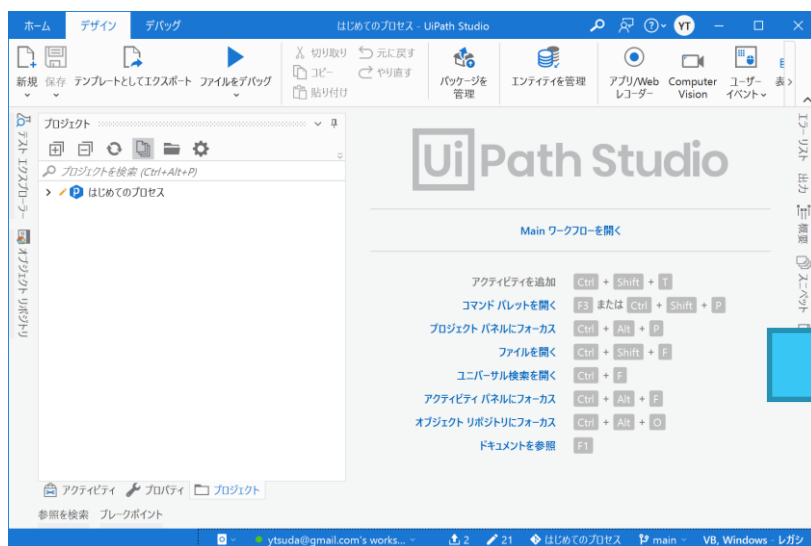 ホーム デザイン デバッグ はじめてのプロセス - UiPath Studio YT
新規 保存 テンプレートとしてエクスポート ファイルをデバッグ
切り取り 元に戻す
コピー やり直す
貼り付け
パッケージを管理 エンティティを管理 アプリ/Web レコーダー Computer Vision ユーザー イベント 表
テスト エクスプローラー
オブジェクト リポジトリ
プロジェクト
プロジェクトを検索 (Ctrl+Alt+P)
はじめてのプロセス
アクティビティ プロパティ プロジェクト
参照を検索 ブレークポイント
UiPath Studio
Main ワークフローを開く
アクティビティを追加 Ctrl + Shift + T
コマンド パレットを開く F3 または Ctrl + Shift + P
プロジェクト パネルにフォーカス Ctrl + Alt + P
ファイルを開く Ctrl + Shift + F
ユニバーサル検索を開く Ctrl + F
アクティビティ パネルにフォーカス Ctrl + Alt + F
オブジェクト リポジトリにフォーカス Ctrl + Alt + O
ドキュメントを参照 F1
エラー リスト
出力
概要
スニペット
ytsuda@gmail.com's works... 2 21 はじめてのプロセス main VB, Windows - レガシ